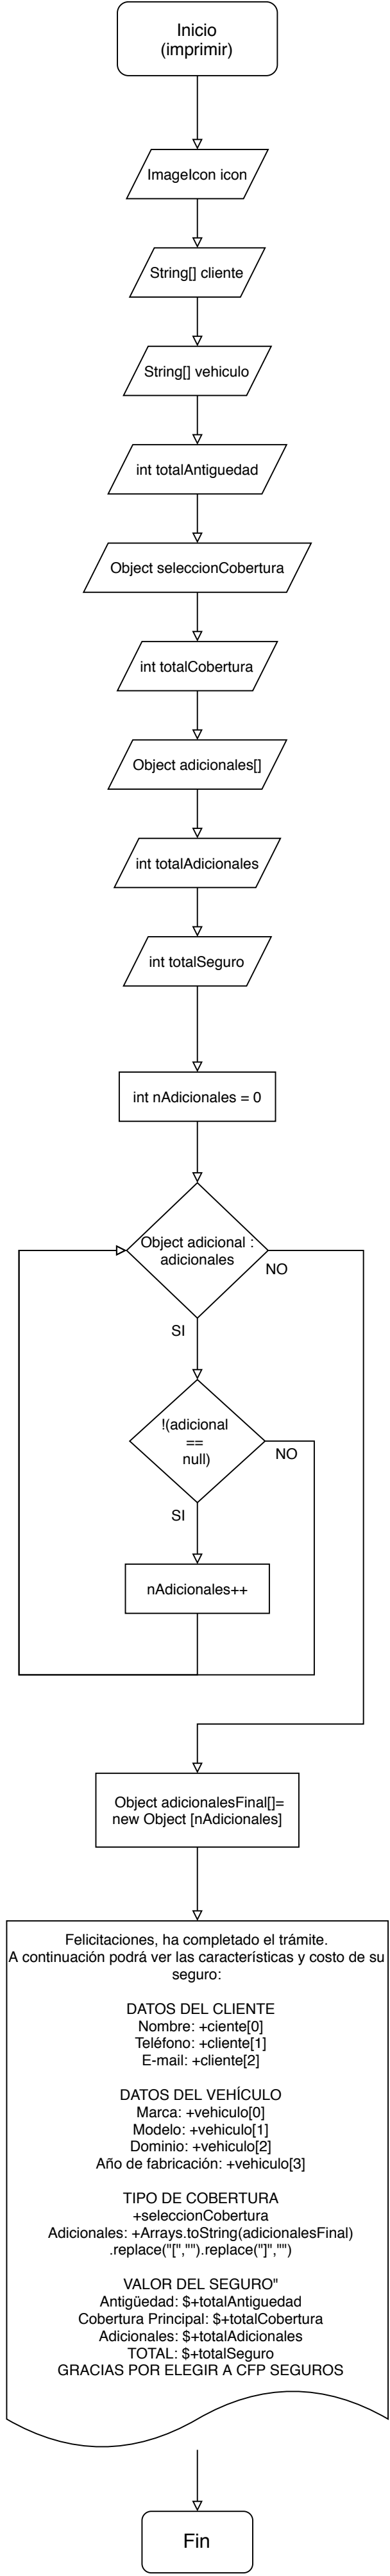 Inicio
(imprimir)
ImageIcon icon
String[] cliente
String[] vehiculo
int totalAntiguedad
Object seleccionCobertura
int totalCobertura
Object adicionales[]
int totalAdicionales
int totalSeguro
int nAdicionales = 0
Object adicional :
adicionales
NO
SI
!(adicional
==
null)
NO
SI
nAdicionales++
Object adicionalesFinal[]=
new Object [nAdicionales]
Felicitaciones, ha completado el trámite.
A continuación podrá ver las características y costo de su
seguro:
DATOS DEL CLIENTE
Nombre: +ciente[0]
Teléfono: +cliente[1]
E-mail: +cliente[2]
DATOS DEL VEHÍCULO
Marca: +vehiculo[0]
Modelo: +vehiculo[1]
Dominio: +vehiculo[2]
Año de fabricación: +vehiculo[3]
TIPO DE COBERTURA
+seleccionCobertura
Adicionales: +Arrays.toString(adicionalesFinal)
.replace("[","").replace("]","")
VALOR DEL SEGURO"
Antigüedad: $+totalAntiguedad
Cobertura Principal: $+totalCobertura
Adicionales: $+totalAdicionales
TOTAL: $+totalSeguro
GRACIAS POR ELEGIR A CFP SEGUROS
Fin